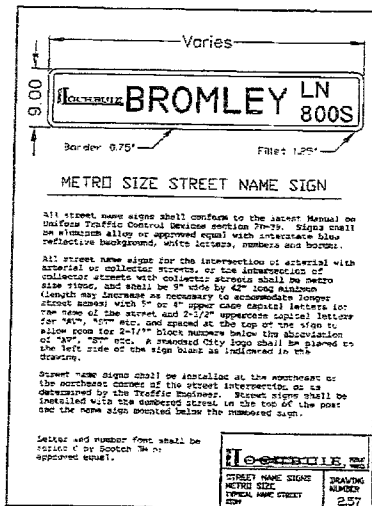 Varies
9.00
LOCHBUIE BROMLEY LN
800S
Border 0.75"
Fillet 1.25"
METRO SIZE STREET NAME SIGN
All street name signs shall conform to the latest Manual on
Uniform Traffic Control Devices section Signs shall
be aluminum alloy or approved equal with interstate blue
reflective background, white letters, numbers and border.
All street name signs for the intersection of arterial with
arterial or collector streets, or the intersection of
collector streets with collector streets shall be metro
size signs, and shall be 9" wide by 42" long minimum
(length may increase as necessary to accommodate longer
street names) with 5" or 4" upper case capital letters for
the name of the street and 2-1/2" uppercase capital letters
for "AV", "ST" etc. and spaced at the top of the sign to
allow room for 2-1/2" block numbers below the abbreviation
of "AV", "ST" etc. A standard City logo shall be placed to
the left side of the sign blank as indicated in the
drawing.
Street name signs shall be installed at the southeast or
the northeast corner of the street intersection, or as
determined by the Traffic Engineer. Street signs shall be
installed with the numbered street in the top of the post
and the name sign mounted below the numbered sign.
Letter and number font shall be
series C by Scotch 3M or
approved equal.
LOCHBUIE
STREET NAME SIGNS
METRO SIZE
TYPICAL NAME STREET
SIGN
DRAWING
NUMBER
257